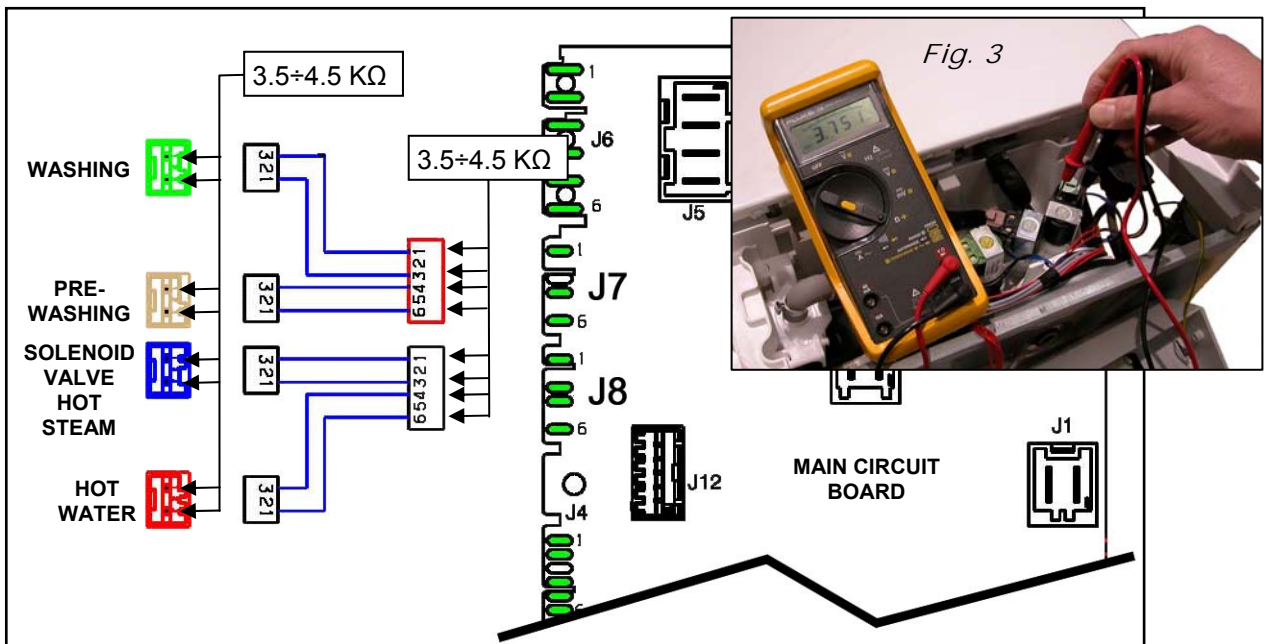 3.5÷4.5 KΩ
3.5÷4.5 KΩ
WASHING
PRE-
WASHING
SOLENOID
VALVE
HOT
STEAM
HOT
WATER
321
321
321
321
654321
654321
1
J6
6
1
J7
6
1
J8
6
J4
1
6
J5
J12
MAIN CIRCUIT
BOARD
J1
Fig. 3
3.757
OFF